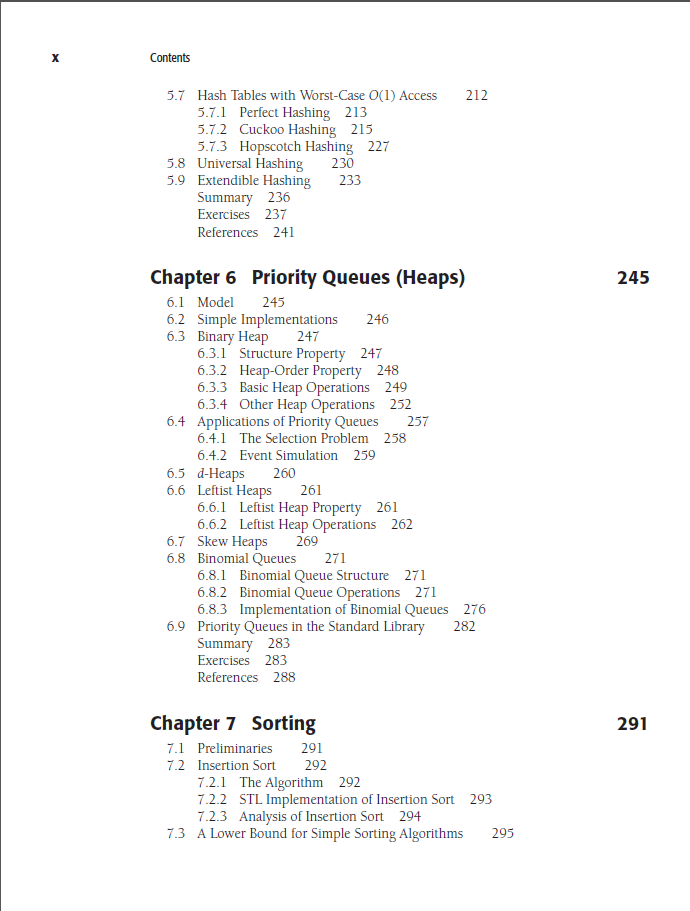 x Contents
5.7 Hash Tables with Worst-Case O(1) Access 212
5.7.1 Perfect Hashing 213
5.7.2 Cuckoo Hashing 215
5.7.3 Hopscotch Hashing 227
5.8 Universal Hashing 230
5.9 Extendible Hashing 233
Summary 236
Exercises 237
References 241
Chapter 6 Priority Queues (Heaps) 245
6.1 Model 245
6.2 Simple Implementations 246
6.3 Binary Heap 247
6.3.1 Structure Property 247
6.3.2 Heap-Order Property 248
6.3.3 Basic Heap Operations 249
6.3.4 Other Heap Operations 252
6.4 Applications of Priority Queues 257
6.4.1 The Selection Problem 258
6.4.2 Event Simulation 259
6.5 d-Heaps 260
6.6 Leftist Heaps 261
6.6.1 Leftist Heap Property 261
6.6.2 Leftist Heap Operations 262
6.7 Skew Heaps 269
6.8 Binomial Queues 271
6.8.1 Binomial Queue Structure 271
6.8.2 Binomial Queue Operations 271
6.8.3 Implementation of Binomial Queues 276
6.9 Priority Queues in the Standard Library 282
Summary 283
Exercises 283
References 288
Chapter 7 Sorting 291
7.1 Preliminaries 291
7.2 Insertion Sort 292
7.2.1 The Algorithm 292
7.2.2 STL Implementation of Insertion Sort 293
7.2.3 Analysis of Insertion Sort 294
7.3 A Lower Bound for Simple Sorting Algorithms 295